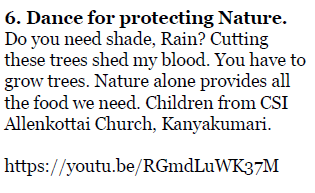 6. Dance for protecting Nature.
Do you need shade, Rain? Cutting
these trees shed my blood. You have to
grow trees. Nature alone provides all
the food we need. Children from CSI
Allenkottai Church, Kanyakumari.
https://youtu.be/RGmdLuWK37M